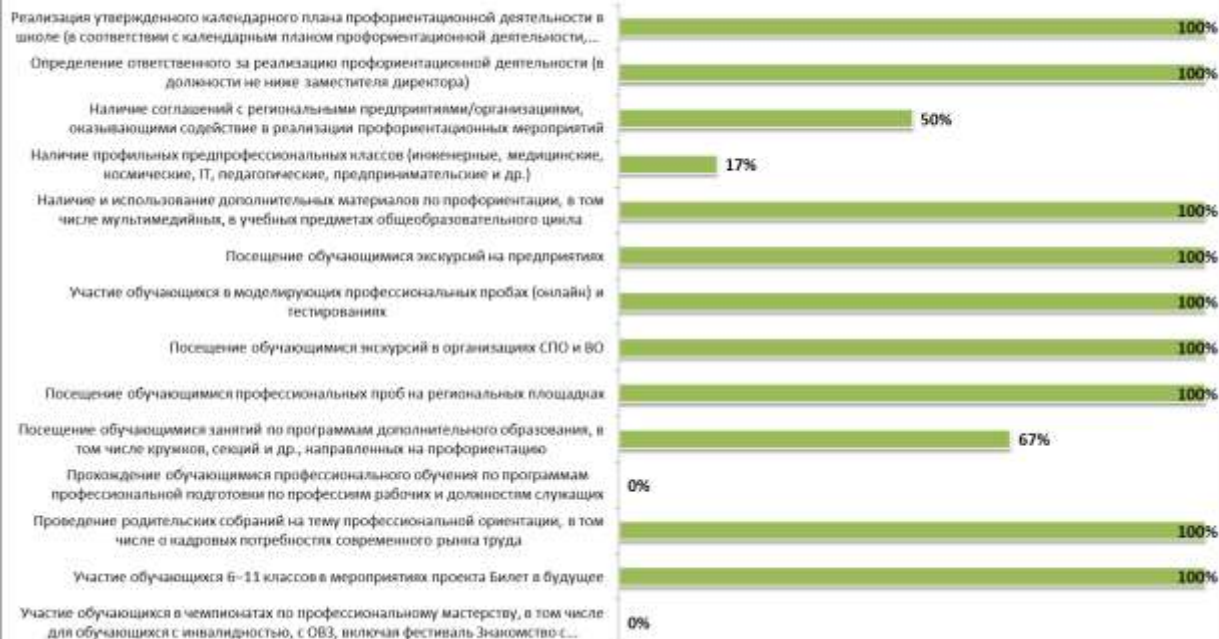 Реализация утвержденного календарного плана профориентационной деятельности в
школе (в соответствии с календарным планом профориентационной деятельности,...
100%
Определение ответственного за реализацию профориентационной деятельности (в
должности не ниже заместителя директора)
100%
Наличие соглашений с региональными предприятиями/организациями,
оказывающими содействие в реализации профориентационных мероприятий
50%
Наличие профильных предпрофессиональных классов (инженерные, медицинские,
космические, IT, педагогические, предпринимательские и др.)
17%
Наличие и использование дополнительных материалов по профориентации, в том
числе мультимедийных, в учебных предметах общеобразовательного цикла
100%
Посещение обучающимися экскурсий на предприятиях
100%
Участие обучающихся в моделирующих профессиональных пробах (онлайн) и
тестированиях
100%
Посещение обучающимися экскурсий в организациях СПО и ВО
100%
Посещение обучающимися профессиональных проб на региональных площадках
100%
Посещение обучающимися занятий по программам дополнительного образования, в
том числе кружков, секций и др., направленных на профориентацию
67%
Прохождение обучающимися профессионального обучения по программам
профессиональной подготовки по профессиям рабочих и должностям служащих
0%
Проведение родительских собраний на тему профессиональной ориентации, в том
числе о кадровых потребностях современного рынка труда
100%
Участие обучающихся 6–11 классов в мероприятиях проекта Билет в будущее
100%
Участие обучающихся в чемпионатах по профессиональному мастерству, в том числе
для обучающихся с инвалидностью, с ОВЗ, включая фестиваль Знакомство с...
0%